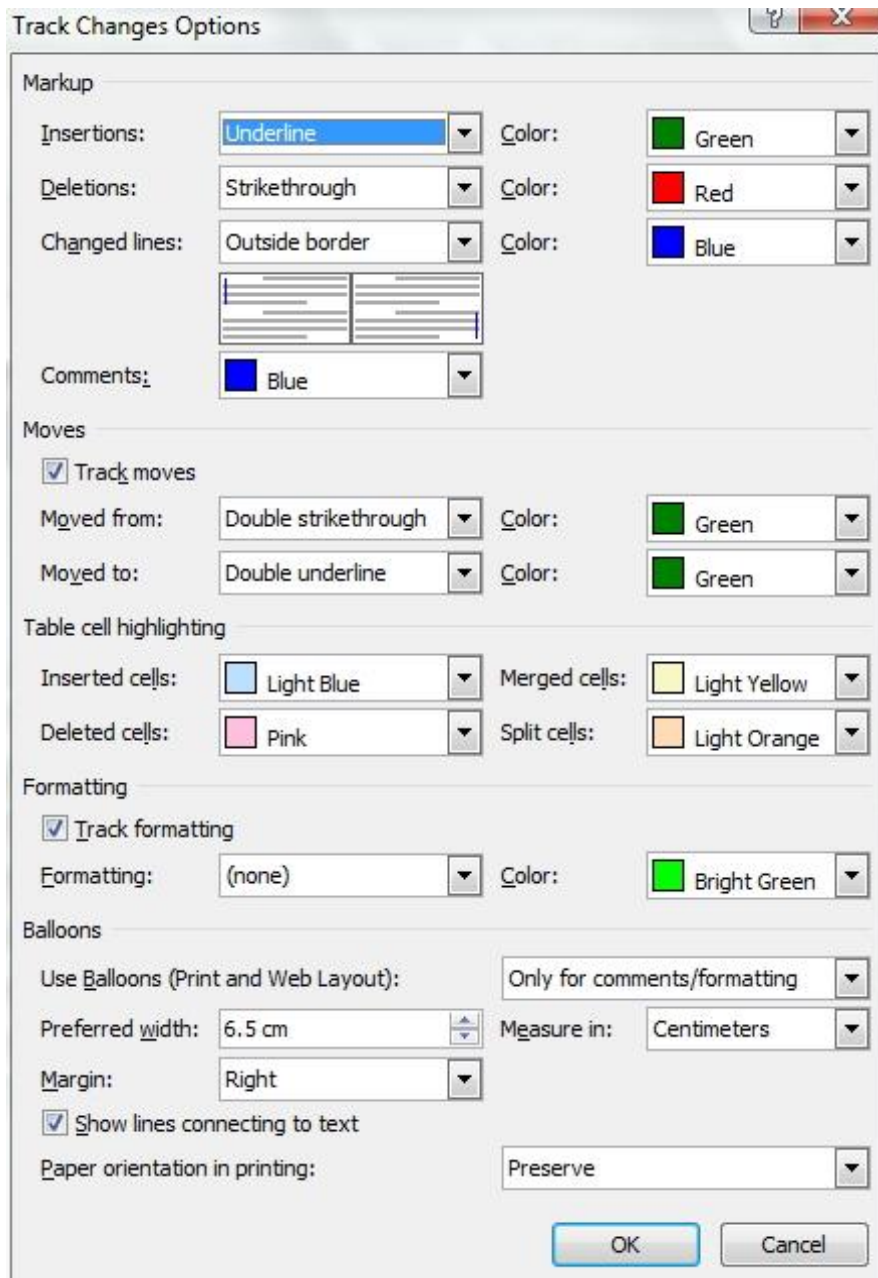 Track Changes Options
Markup
Insertions: Underline Color: Green
Deletions: Strikethrough Color: Red
Changed lines: Outside border Color: Blue
Comments: Blue
Moves
Track moves
Moved from: Double strikethrough Color: Green
Moved to: Double underline Color: Green
Table cell highlighting
Inserted cells: Light Blue Merged cells: Light Yellow
Deleted cells: Pink Split cells: Light Orange
Formatting
Track formatting
Formatting: (none) Color: Bright Green
Balloons
Use Balloons (Print and Web Layout): Only for comments/formatting
Preferred width: 6.5 cm Measure in: Centimeters
Margin: Right
Show lines connecting to text
Paper orientation in printing: Preserve
OK Cancel